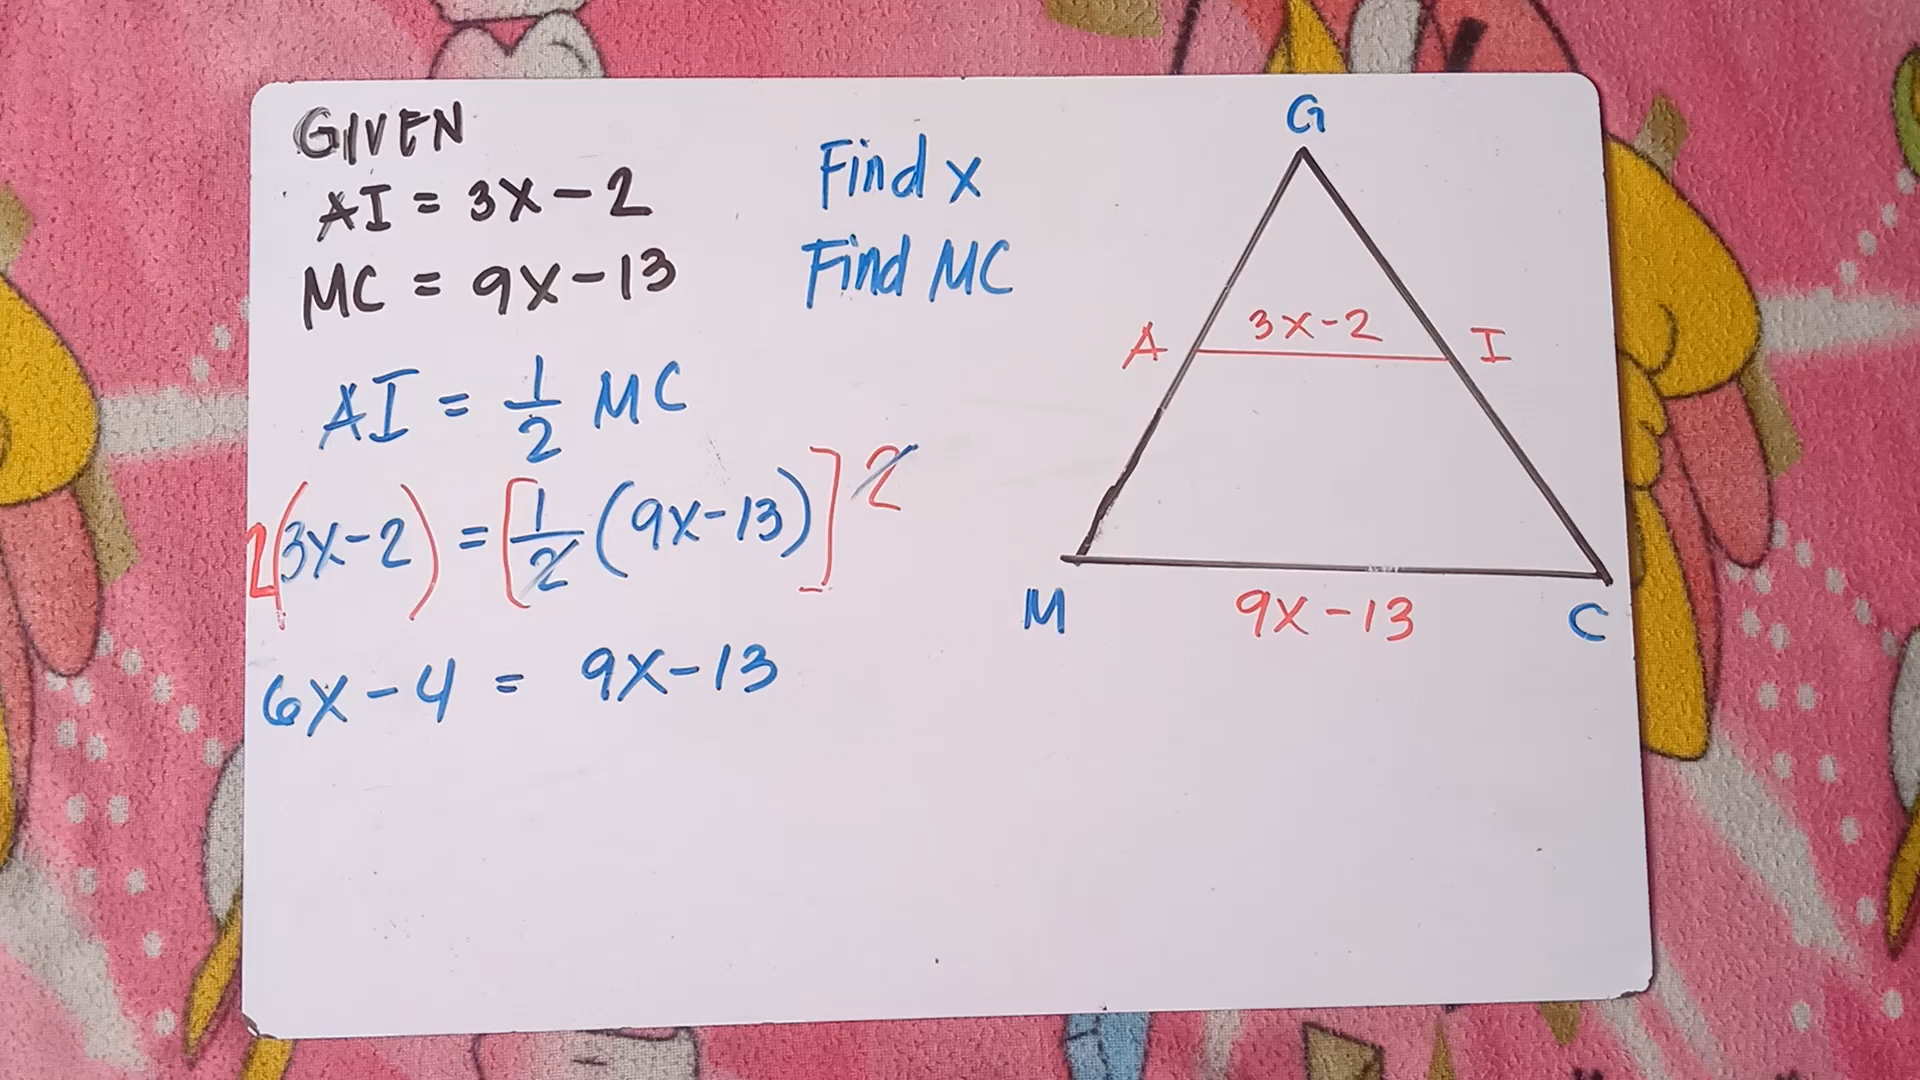 GIVEN
AI = 3x - 2
MC = 9x - 13
Find x
Find MC
AI = 1/2 MC
2(3x - 2) = [1/2 (9x - 13)] 2
6x - 4 = 9x - 13
G
A 3x - 2 I
M 9x - 13 C